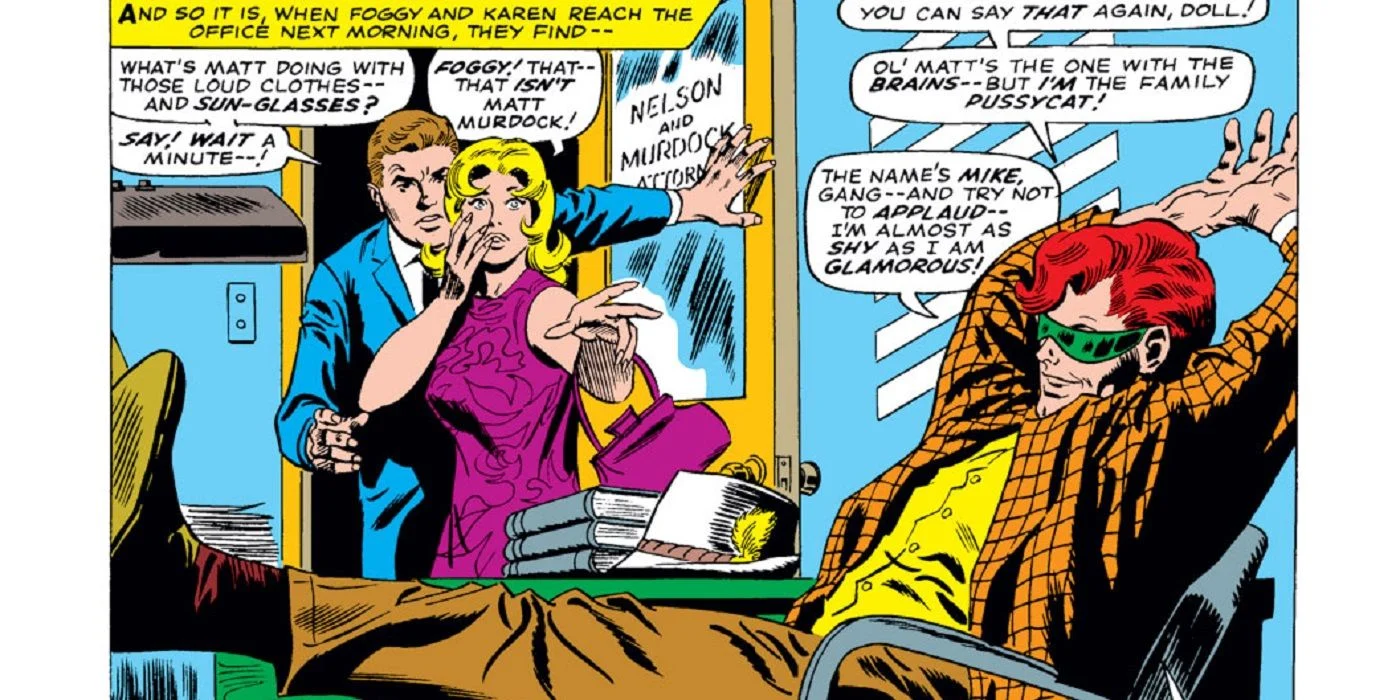 AND SO IT IS, WHEN FOGGY AND KAREN REACH THE
OFFICE NEXT MORNING, THEY FIND--
WHAT'S MATT DOING WITH
THOSE LOUD CLOTHES--
AND SUN-GLASSES?
SAY! WAIT A
MINUTE--!
FOGGY! THAT--
THAT ISN'T
MATT
MURDOCK!
NELSON
AND
MURDOCK
ATTORN
YOU CAN SAY THAT AGAIN, DOLL!
OL' MATT'S THE ONE WITH THE
BRAINS--BUT I'M THE FAMILY
PUSSYCAT!
THE NAME'S MIKE,
GANG--AND TRY NOT
TO APPLAUD--
I'M ALMOST AS
SHY AS I AM
GLAMOROUS!